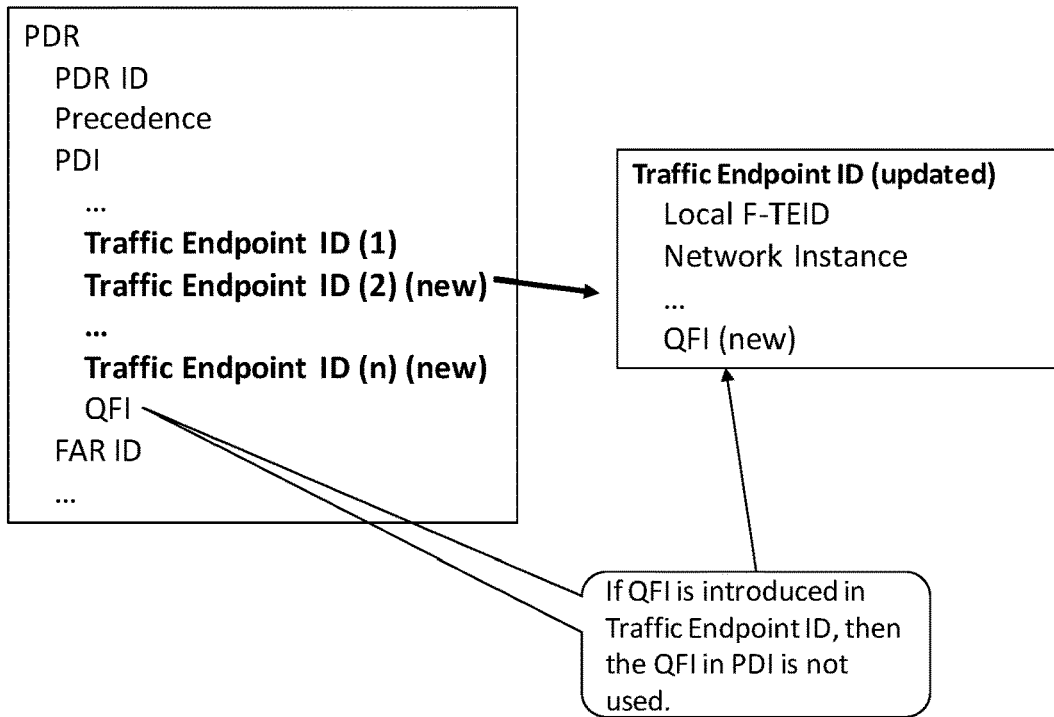 PDR
PDR ID
Precedence
PDI
...
Traffic Endpoint ID (1)
Traffic Endpoint ID (2) (new)
...
Traffic Endpoint ID (n) (new)
QFI
FAR ID
...
Traffic Endpoint ID (updated)
Local F-TEID
Network Instance
...
QFI (new)
If QFI is introduced in
Traffic Endpoint ID, then
the QFI in PDI is not
used.